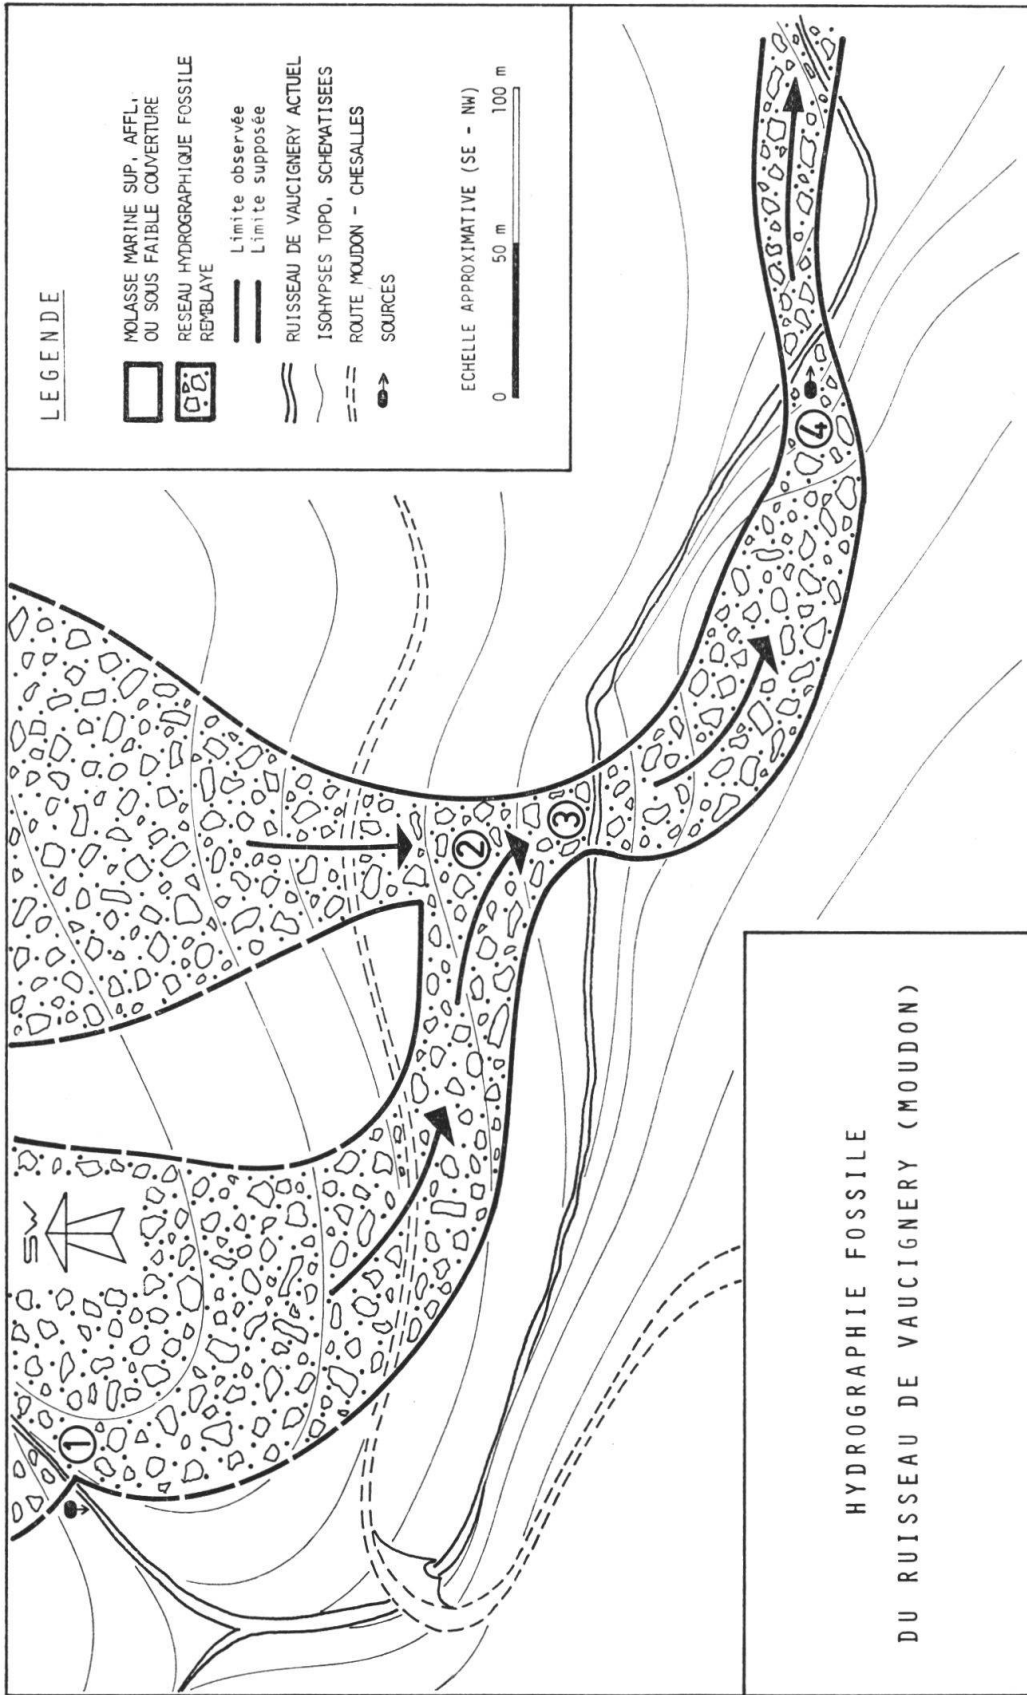 LEGENDE
MOLASSE MARINE SUP. AFFL.
OU SOUS FAIBLE COUVERTURE
RESEAU HYDROGRAPHIQUE FOSSILE
REMBLAYE
Limite observée
Limite supposée
RUISSEAU DE VAUCIGNERY ACTUEL
ISOHYPSES TOPO. SCHEMATISEES
ROUTE MOUDON - CHESALLES
SOURCES
ECHELLE APPROXIMATIVE (SE - NW)
0 50 m 100 m
SW
1
2
3
4
HYDROGRAPHIE FOSSILE
DU RUISSEAU DE VAUCIGNERY (MOUDON)